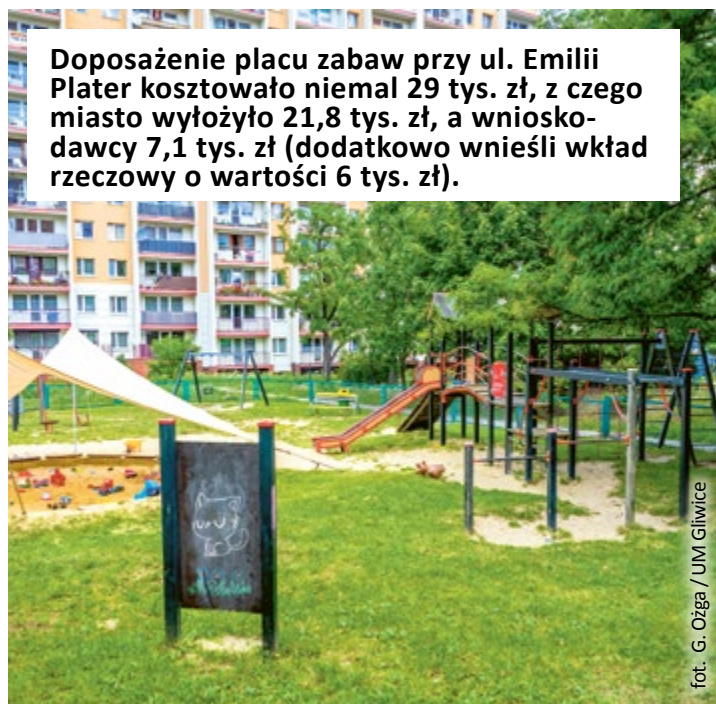 Doposażenie placu zabaw przy ul. Emilii
Plater kosztowało niemal 29 tys. zł, z czego
miasto wyłożyło 21,8 tys. zł, a wniosko-
dawcy 7,1 tys. zł (dodatkowo wnieśli wkład
rzeczowy o wartości 6 tys. zł).
fot. G. Ożga / UM Gliwice